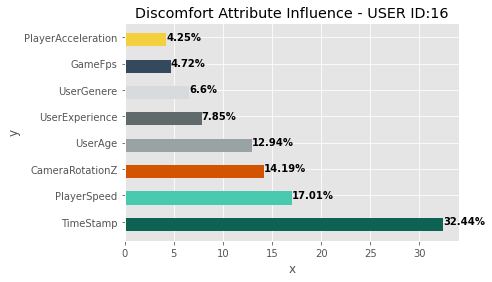 Discomfort Attribute Influence - USER ID:16
PlayerAcceleration 4.25%
GameFps 4.72%
UserGenere 6.6%
UserExperience 7.85%
UserAge 12.94%
CameraRotationZ 14.19%
PlayerSpeed 17.01%
TimeStamp 32.44%
y
0 5 10 15 20 25 30
x